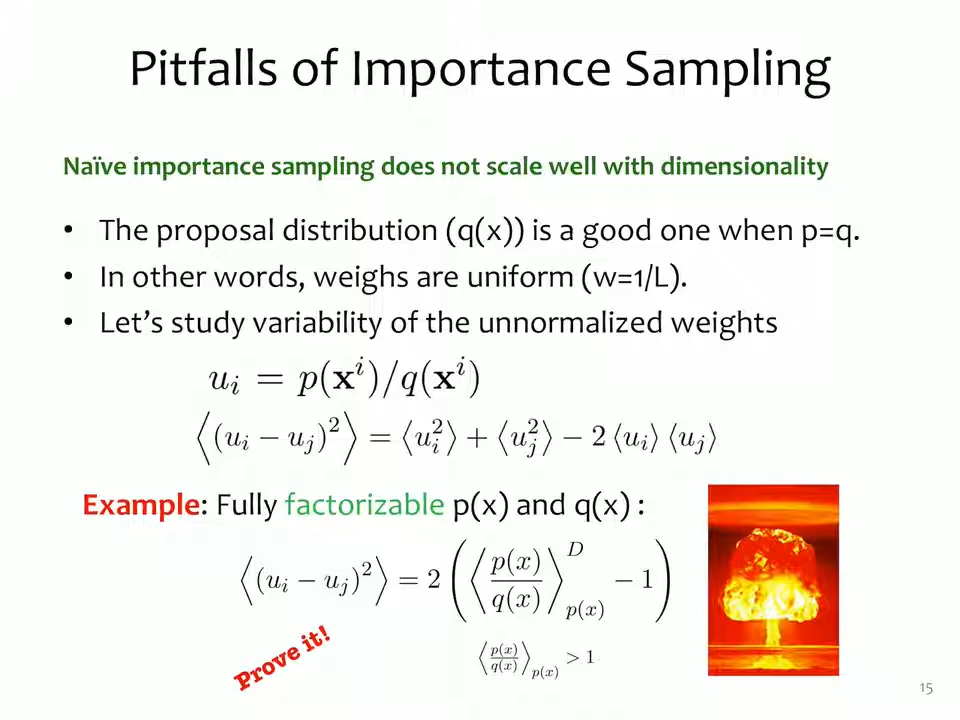 Pitfalls of Importance Sampling
Naïve importance sampling does not scale well with dimensionality
• The proposal distribution (q(x)) is a good one when p=q.
• In other words, weighs are uniform (w=1/L).
• Let's study variability of the unnormalized weights
u_i = p(𝐱^i)/q(𝐱^i)
⟨(u_i − u_j)^2⟩ = ⟨u_i^2⟩ + ⟨u_j^2⟩ − 2 ⟨u_i⟩ ⟨u_j⟩
Example: Fully factorizable p(x) and q(x) :
⟨(u_i − u_j)^2⟩ = 2 (⟨p(x)/q(x)⟩^D_{p(x)} − 1)
Prove it!
⟨p(x)/q(x)⟩_{p(x)} > 1
15